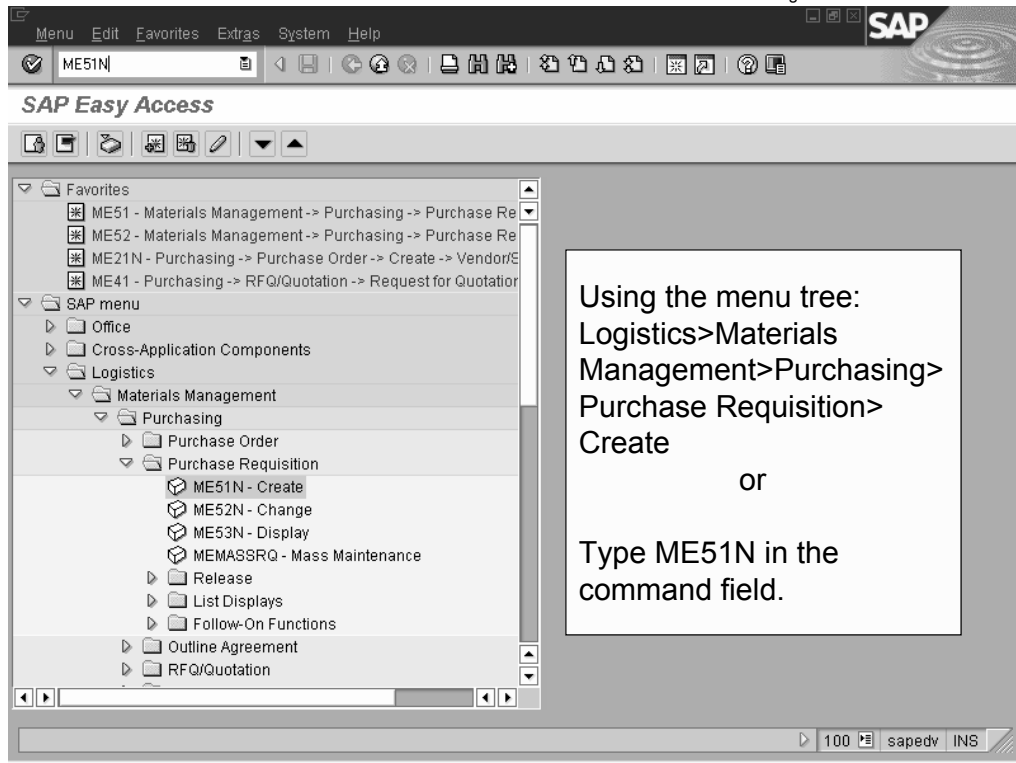 Menu Edit Favorites Extras System Help
SAP
ME51N
SAP Easy Access
Favorites
ME51 - Materials Management -> Purchasing -> Purchase Re
ME52 - Materials Management -> Purchasing -> Purchase Re
ME21N - Purchasing -> Purchase Order -> Create -> Vendor/S
ME41 - Purchasing -> RFQ/Quotation -> Request for Quotation
SAP menu
Office
Cross-Application Components
Logistics
Materials Management
Purchasing
Purchase Order
Purchase Requisition
ME51N - Create
ME52N - Change
ME53N - Display
MEMASSRQ - Mass Maintenance
Release
List Displays
Follow-On Functions
Outline Agreement
RFQ/Quotation
Using the menu tree:
Logistics>Materials
Management>Purchasing>
Purchase Requisition>
Create
or
Type ME51N in the
command field.
100 sapedv INS